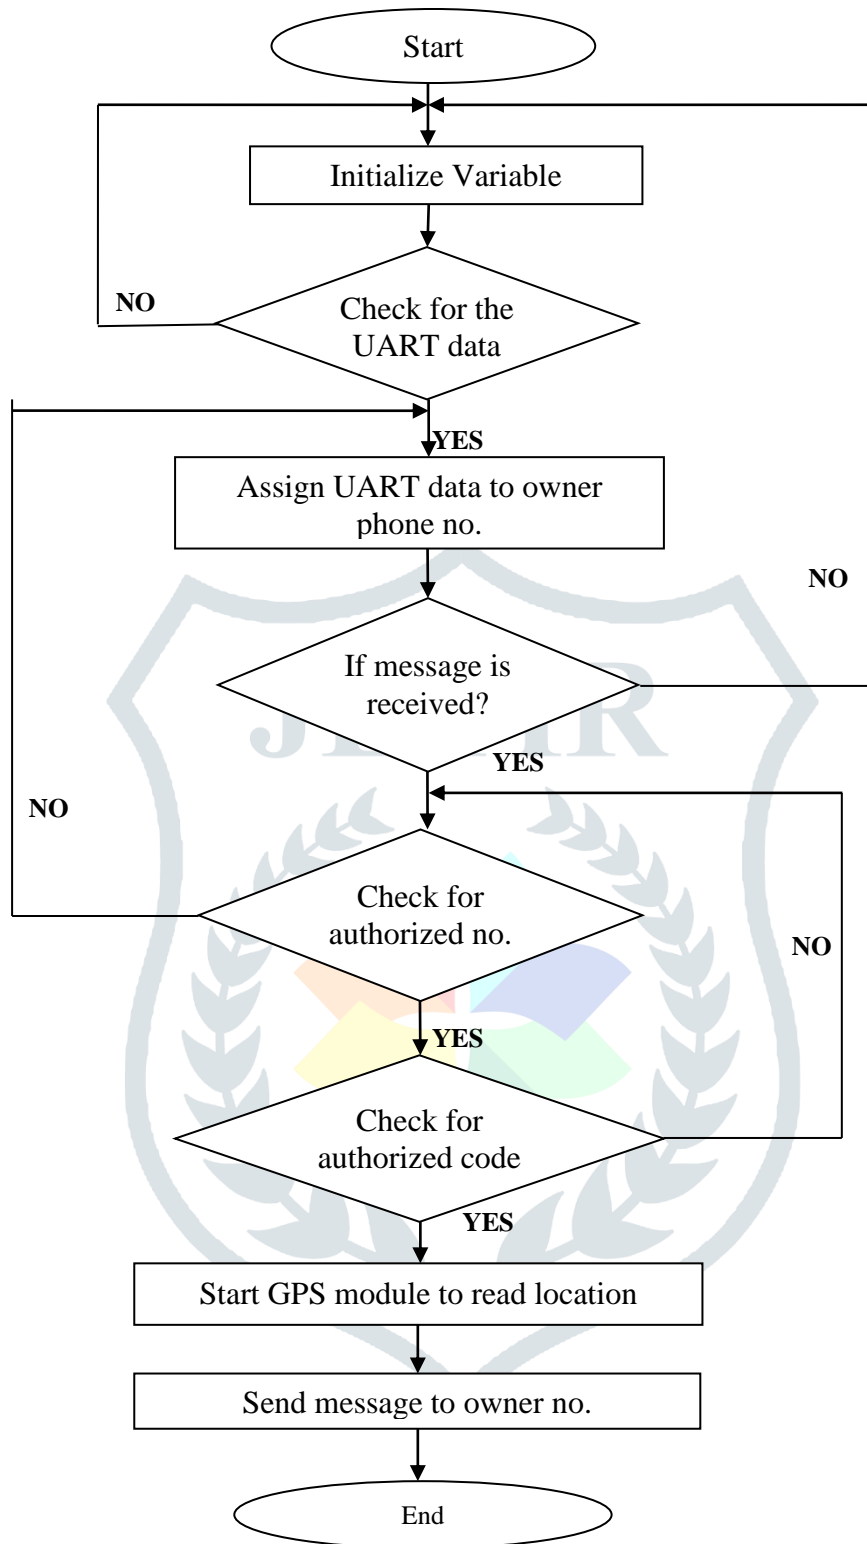 Start
Initialize Variable
NO
Check for the
UART data
YES
Assign UART data to owner
phone no.
NO
If message is
received?
YES
NO
Check for
authorized no.
NO
YES
Check for
authorized code
YES
Start GPS module to read location
Send message to owner no.
End